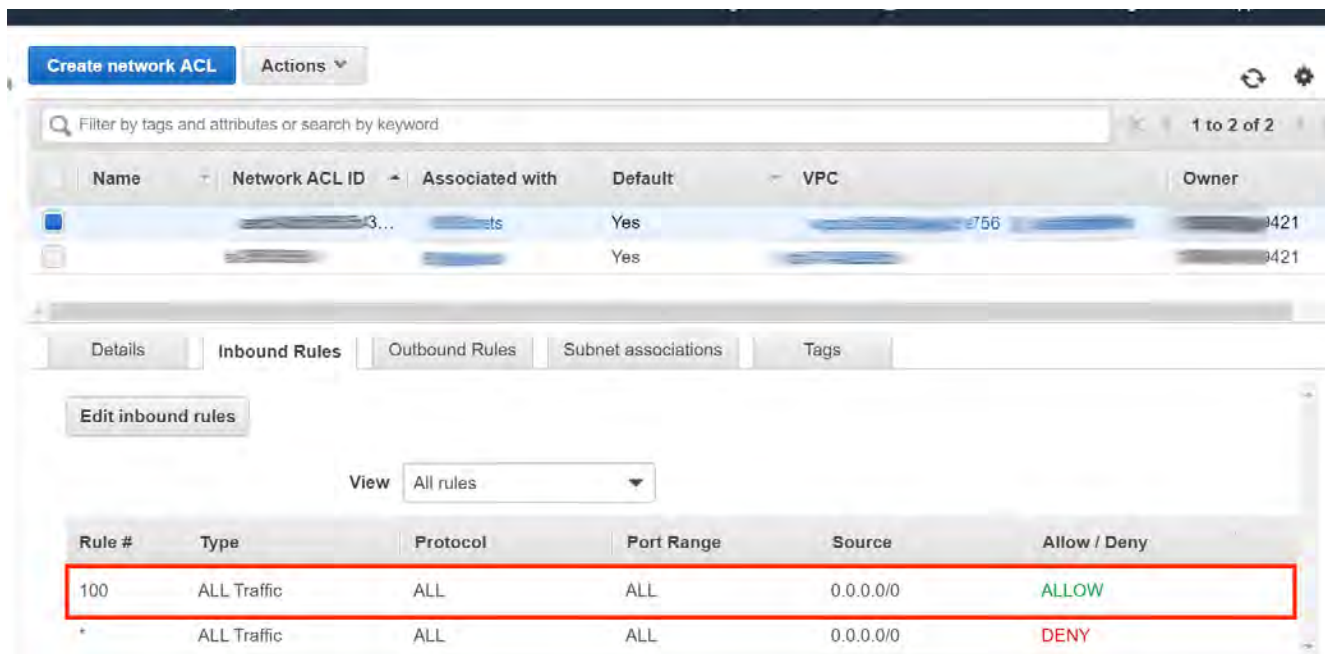 Create network ACL Actions
Filter by tags and attributes or search by keyword 1 to 2 of 2
Name Network ACL ID Associated with Default VPC Owner
3... ets Yes 756 421
Yes 421
Details Inbound Rules Outbound Rules Subnet associations Tags
Edit inbound rules
View All rules
Rule # Type Protocol Port Range Source Allow / Deny
100 ALL Traffic ALL ALL 0.0.0.0/0 ALLOW
* ALL Traffic ALL ALL 0.0.0.0/0 DENY